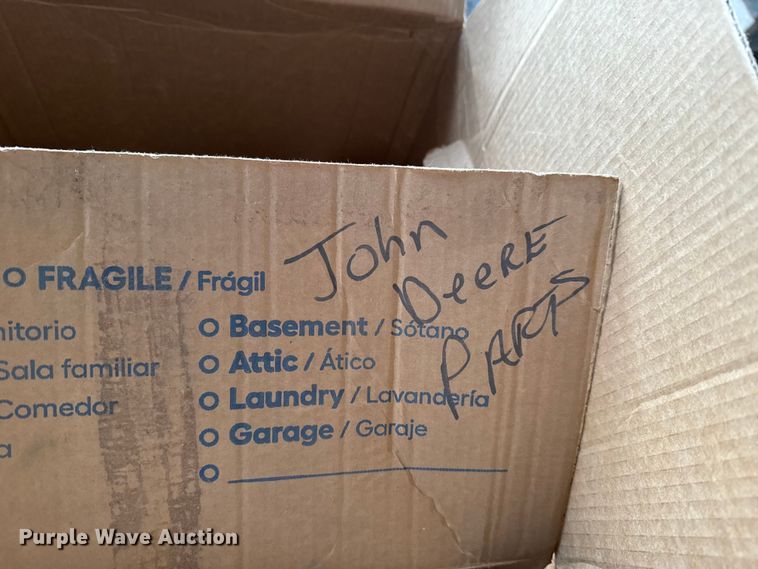 John
DeeRE
PARTS
FRAGILE / Frágil
nitorio
Sala familiar
Comedor
a
Basement / Sótano
Attic / Ático
Laundry / Lavandería
Garage / Garaje
Purple Wave Auction